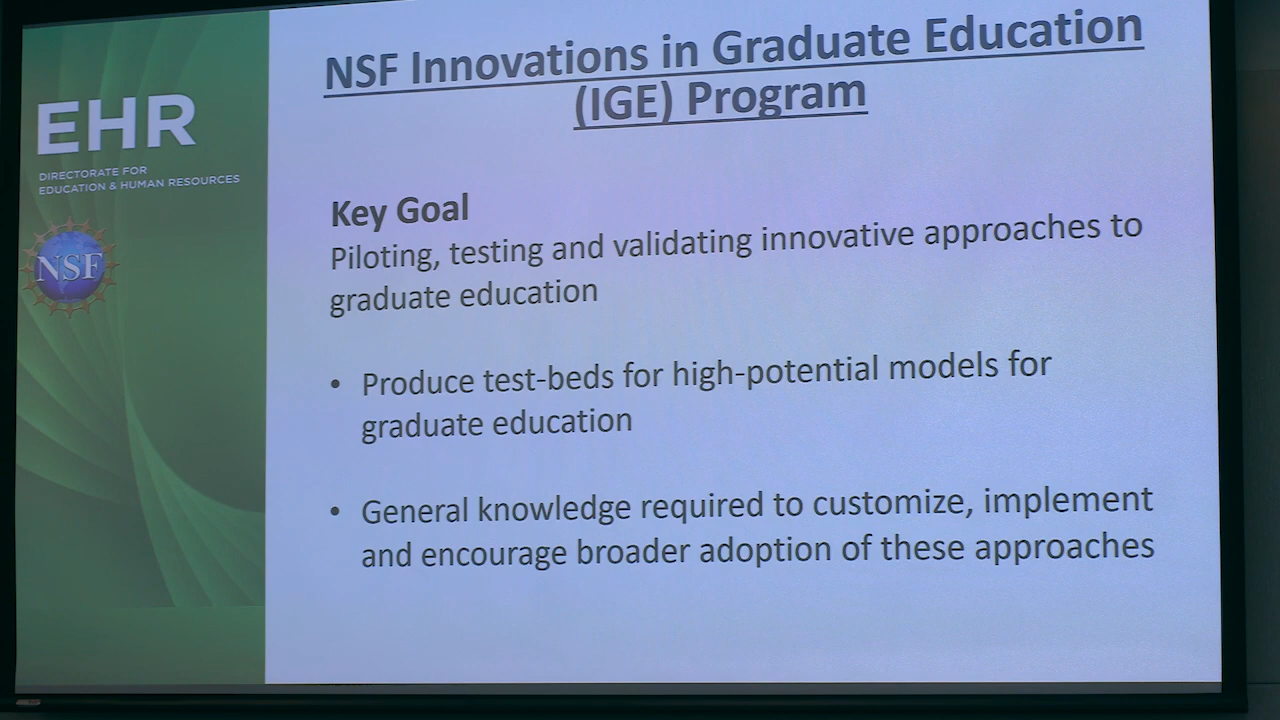 NSF Innovations in Graduate Education
(IGE) Program
EHR
DIRECTORATE FOR
EDUCATION & HUMAN RESOURCES
NSF
Key Goal
Piloting, testing and validating innovative approaches to
graduate education
• Produce test-beds for high-potential models for
graduate education
• General knowledge required to customize, implement
and encourage broader adoption of these approaches